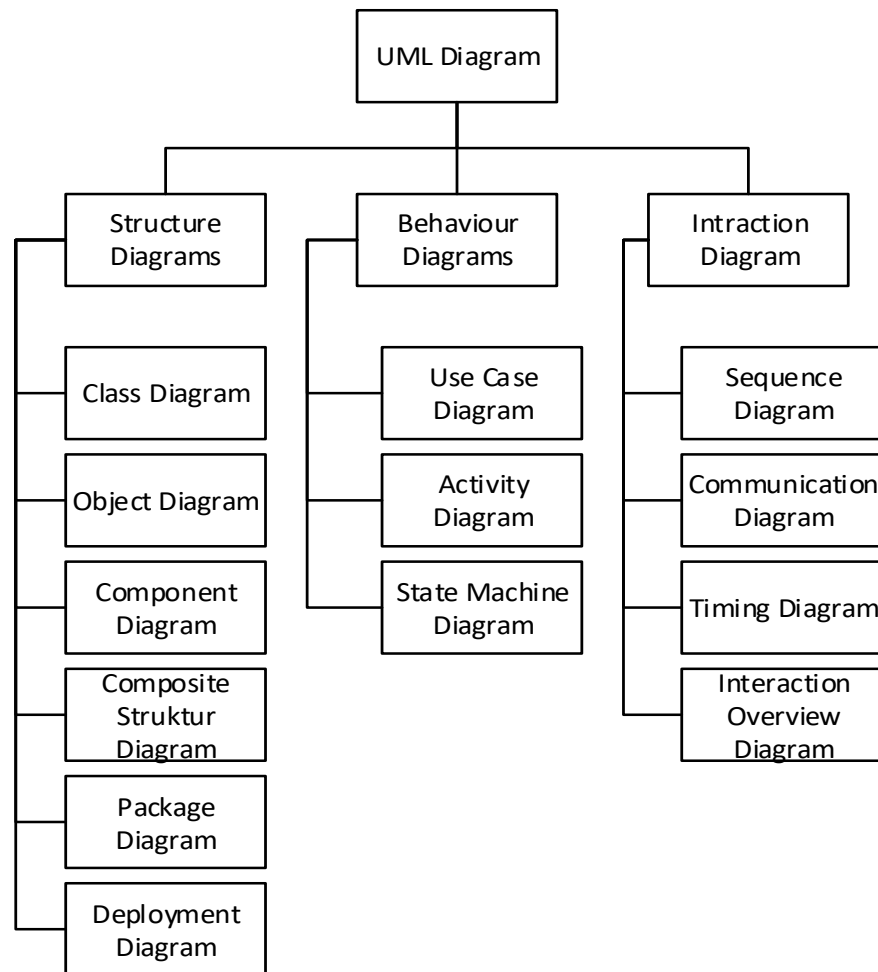 UML Diagram
Structure
Diagrams
Behaviour
Diagrams
Intraction
Diagram
Class Diagram
Object Diagram
Component
Diagram
Composite
Struktur
Diagram
Package
Diagram
Deployment
Diagram
Use Case
Diagram
Activity
Diagram
State Machine
Diagram
Sequence
Diagram
Communication
Diagram
Timing Diagram
Interaction
Overview
Diagram